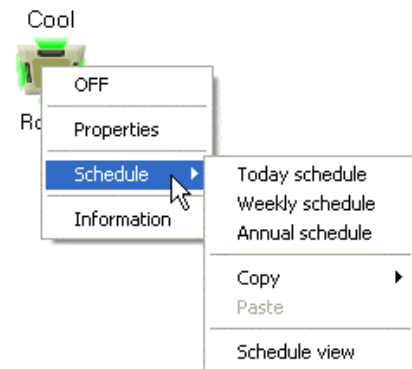 Cool
OFF
Properties
Schedule
Information
Today schedule
Weekly schedule
Annual schedule
Copy
Paste
Schedule view